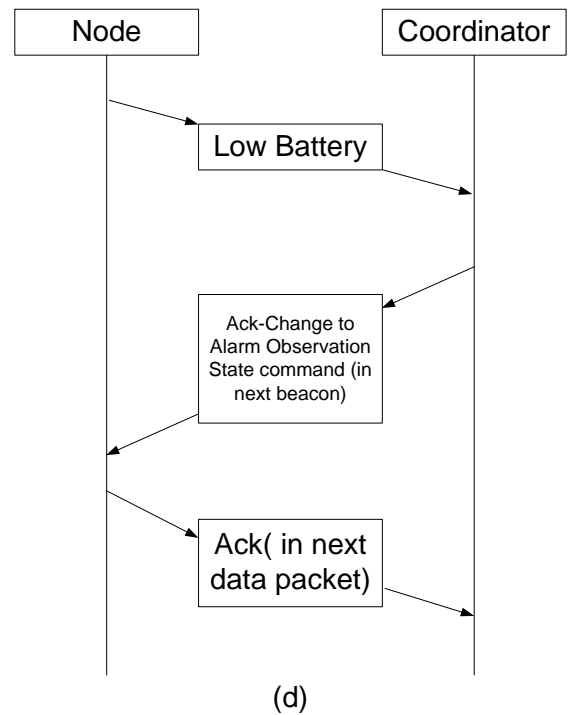 Node
Coordinator
Low Battery
Ack-Change to
Alarm Observation
State command (in
next beacon)
Ack( in next
data packet)
(d)